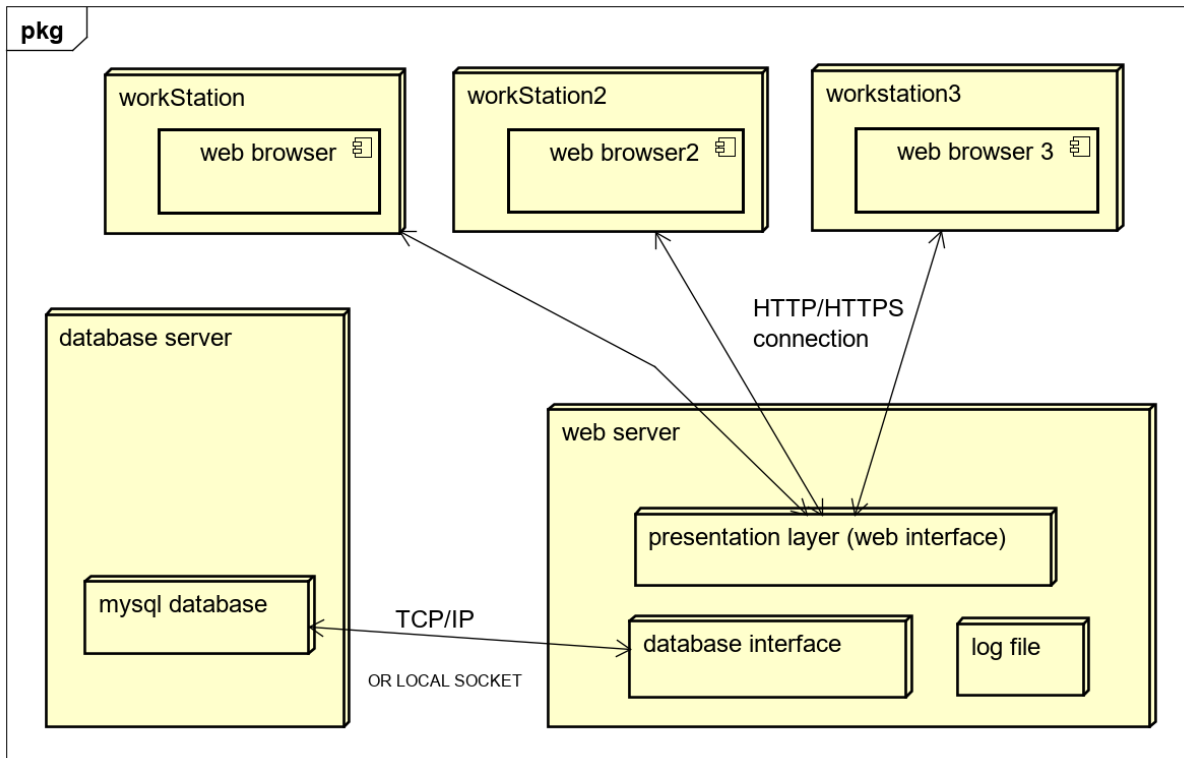 pkg
workStation
web browser
workStation2
web browser2
workstation3
web browser 3
HTTP/HTTPS
connection
database server
mysql database
TCP/IP
OR LOCAL SOCKET
web server
presentation layer (web interface)
database interface
log file